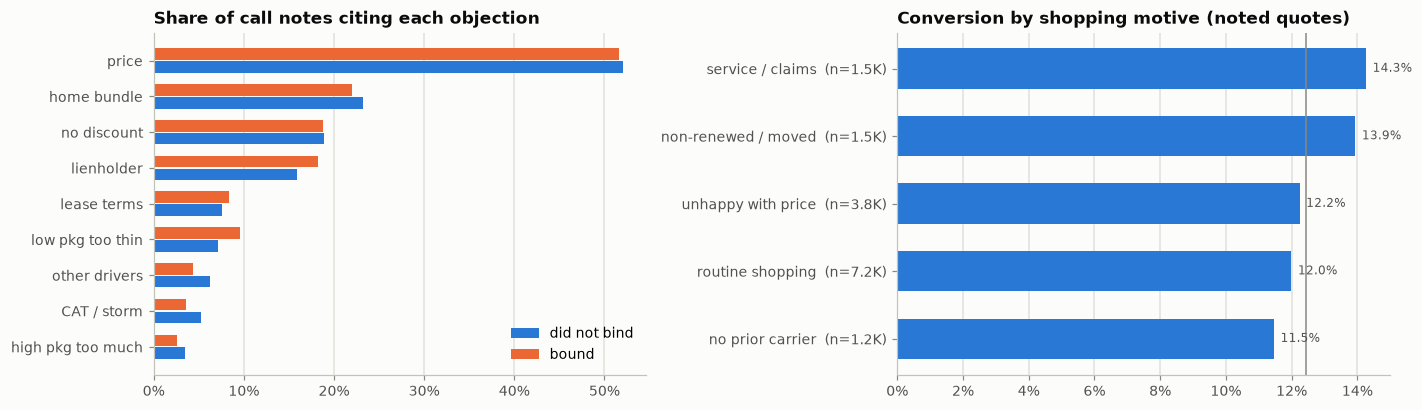 Share of call notes citing each objection
price
home bundle
no discount
lienholder
lease terms
low pkg too thin
other drivers
CAT / storm
high pkg too much
did not bind
bound
0% 10% 20% 30% 40% 50%
Conversion by shopping motive (noted quotes)
service / claims (n=1.5K) 14.3%
non-renewed / moved (n=1.5K) 13.9%
unhappy with price (n=3.8K) 12.2%
routine shopping (n=7.2K) 12.0%
no prior carrier (n=1.2K) 11.5%
0% 2% 4% 6% 8% 10% 12% 14%